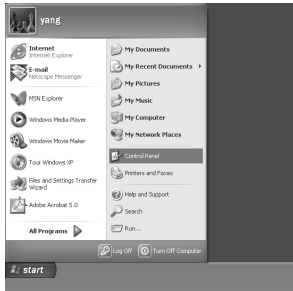 yang
Internet
Internet Explorer
E-mail
Netscape Messenger
MSN Explorer
Windows Media Player
Windows Movie Maker
Tour Windows XP
Files and Settings Transfer
Wizard
Adobe Acrobat 5.0
All Programs
My Documents
My Recent Documents
My Pictures
My Music
My Computer
My Network Places
Control Panel
Printers and Faxes
Help and Support
Search
Run...
Log Off
Turn Off Computer
start